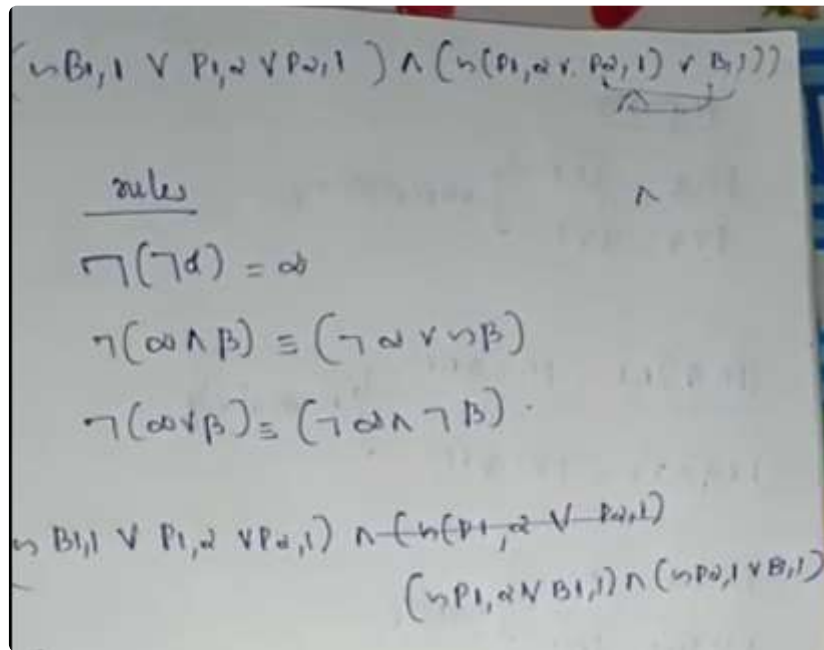 (¬B1,1 ∨ P1,2 ∨ P2,1) ∧ (¬(P1,2 ∨ P2,1) ∨ B1,1))
∧
rules
∧
¬(¬α) = α
¬(α ∧ β) ≡ (¬α ∨ ¬β)
¬(α ∨ β) ≡ (¬α ∧ ¬β).
¬B1,1 ∨ P1,2 ∨ P2,1) ∧ (¬(P1,2 ∨ P2,1)
(¬P1,2 ∨ B1,1) ∧ (¬P2,1 ∨ B1,1)